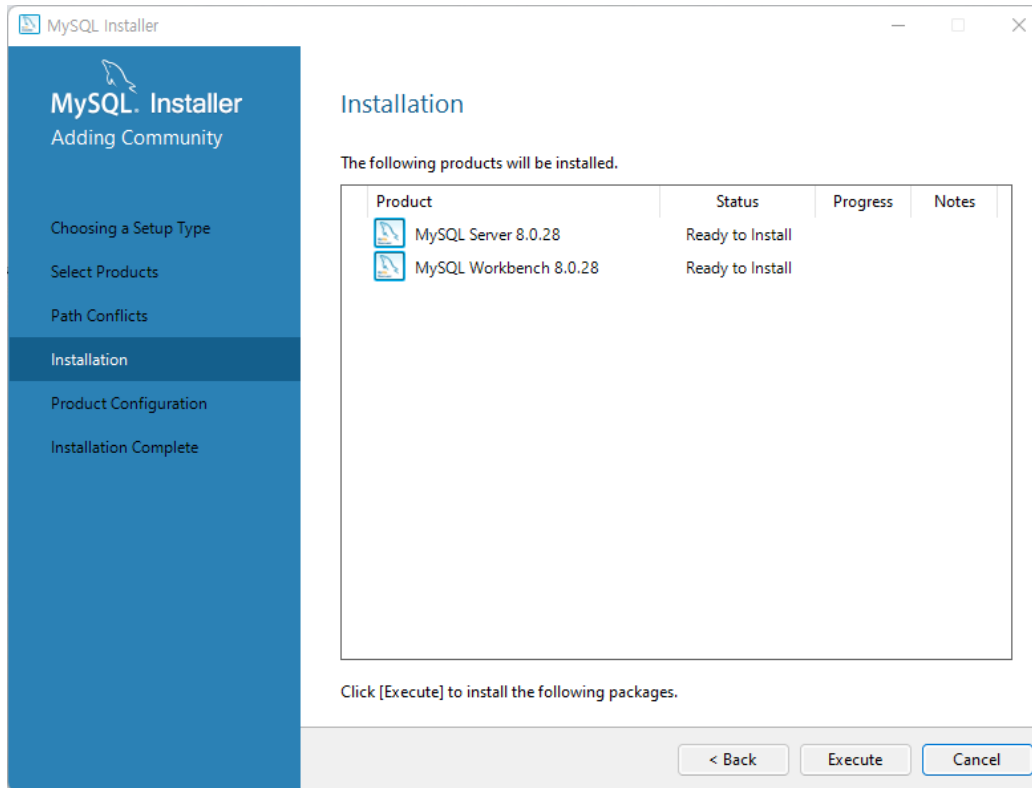 MySQL Installer
MySQL. Installer
Adding Community
Choosing a Setup Type
Select Products
Path Conflicts
Installation
Product Configuration
Installation Complete
Installation
The following products will be installed.
Product Status Progress Notes
MySQL Server 8.0.28 Ready to Install
MySQL Workbench 8.0.28 Ready to Install
Click [Execute] to install the following packages.
< Back Execute Cancel